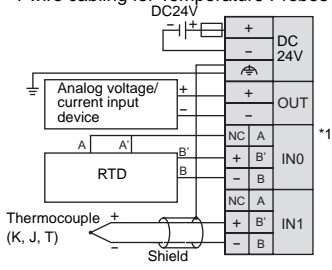 4-wire cabling for Temperature Probes
DC24V
− +
+
−
DC
24V
Analog voltage/
current input
device
+
−
+
−
OUT
*1
A A'
B'
B
RTD
NC A
+ B'
− B
IN0
Thermocouple
(K, J, T)
+
−
Shield
NC A
+ B'
− B
IN1